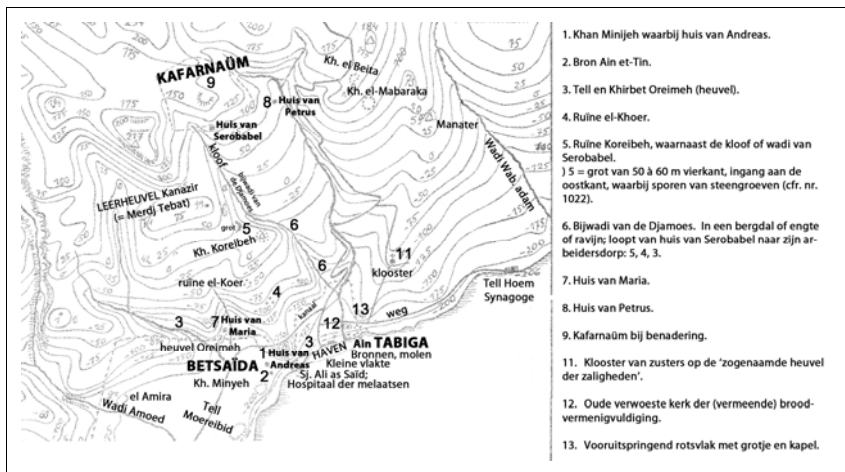 KAFARNAÜM
9
Kh. el Beita
Kh. el-Mabaraka
8
Huis van
Petrus
Huis van
Serobabel
Manater
kloof
bijwadi van
de Djamoes
Wadi Wab. adam
LEERHEUVEL Kanazir
(= Merdj Tebat)
grot
5
6
Kh. Koreibeh
11
klooster
6
ruïne el-Koer
4
Tell Hoem
Synagoge
kanaal
13
weg
3
7
Huis van
Maria
12
heuvel Oreimeh
3
HAVEN
Ain TABIGA
Bronnen, molen
1
Huis van
Andreas
BETSAÏDA
Kleine vlakte
Sj. Ali as Saïd;
Hospitaal der melaatsen
2
Kh. Minyeh
el Amira
Wadi Amoed
Tell
Moereibid
1. Khan Minijeh waarbij huis van Andreas.
2. Bron Ain et-Tin.
3. Tell en Khirbet Oreimeh (heuvel).
4. Ruïne el-Khoer.
5. Ruïne Koreibeh, waarnaast de kloof of wadi van
Serobabel.
) 5 = grot van 50 à 60 m vierkant, ingang aan de
oostkant, waarbij sporen van steengroeven (cfr. nr.
1022).
6. Bijwadi van de Djamoes. In een bergdal of engte
of ravijn; loopt van huis van Serobabel naar zijn ar-
beidersdorp: 5, 4, 3.
7. Huis van Maria.
8. Huis van Petrus.
9. Kafarnaüm bij benadering.
11. Klooster van zusters op de ‘zogenaamde heuvel
der zaligheden’.
12. Oude verwoeste kerk der (vermeende) brood-
vermenigvuldiging.
13. Vooruitspringend rotsvlak met grotje en kapel.